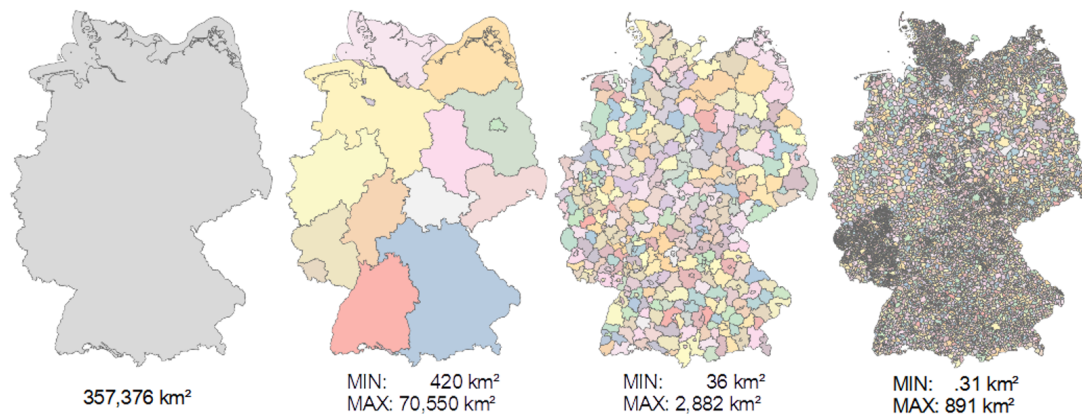 357,376 km²
MIN: 420 km²
MAX: 70,550 km²
MIN: 36 km²
MAX: 2,882 km²
MIN: .31 km²
MAX: 891 km²